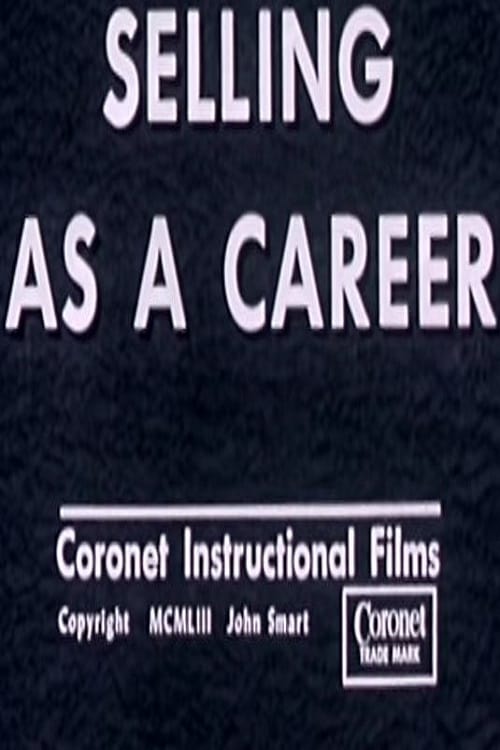 SELLING
AS A CAREER
Coronet Instructional Films
Copyright MCMLIII John Smart
Coronet
TRADE MARK